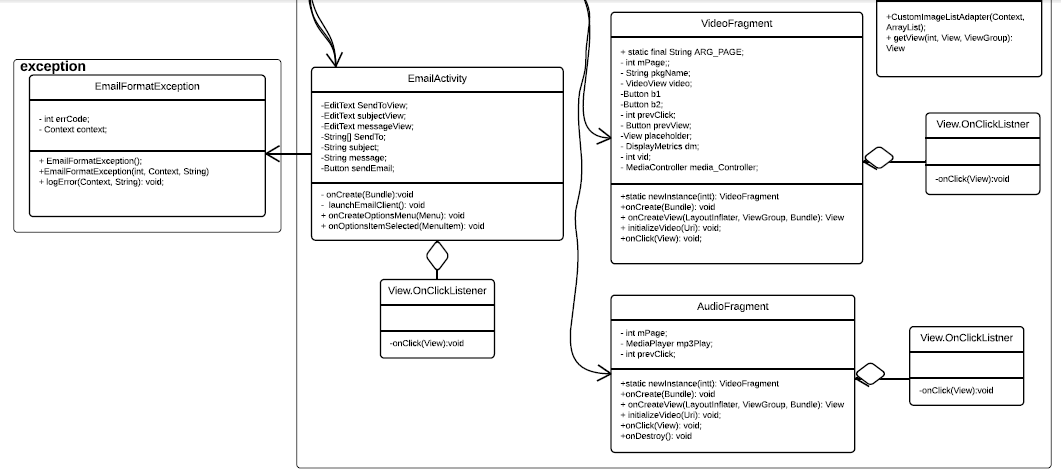 exception
EmailFormatException
- int errCode;
- Context context;
+ EmailFormatException();
+EmailFormatException(int, Context, String)
+ logError(Context, String): void;
EmailActivity
-EditText SendToView;
-EditText subjectView;
-EditText messageView;
-String[] SendTo;
-String subject;
-String message;
-Button sendEmail;
- onCreate(Bundle):void
- launchEmailClient(): void
+ onCreateOptionsMenu(Menu): void
+ onOptionsItemSelected(MenuItem): void
View.OnClickListener
-onClick(View):void
VideoFragment
+ static final String ARG_PAGE;
- int mPage;;
- String pkgName;
- VideoView video;
-Button b1
-Button b2;
- int prevClick;
- Button prevView;
-View placeholder;
- DisplayMetrics dm;
- int vid;
- MediaController media_Controller;
+static newInstance(intt): VideoFragment
+onCreate(Bundle): void
+ onCreateView(LayoutInflater, ViewGroup, Bundle): View
+ initializeVideo(Uri): void;
+onClick(View): void;
+CustomImageListAdapter(Context,
ArrayList);
+ getView(int, View, ViewGroup):
View
View.OnClickListner
-onClick(View):void
AudioFragment
- int mPage;
- MediaPlayer mp3Play;
- int prevClick;
+static newInstance(intt): VideoFragment
+onCreate(Bundle): void
+ onCreateView(LayoutInflater, ViewGroup, Bundle): View
+ initializeVideo(Uri): void;
+onClick(View): void;
+onDestroy(): void
View.OnClickListner
-onClick(View):void